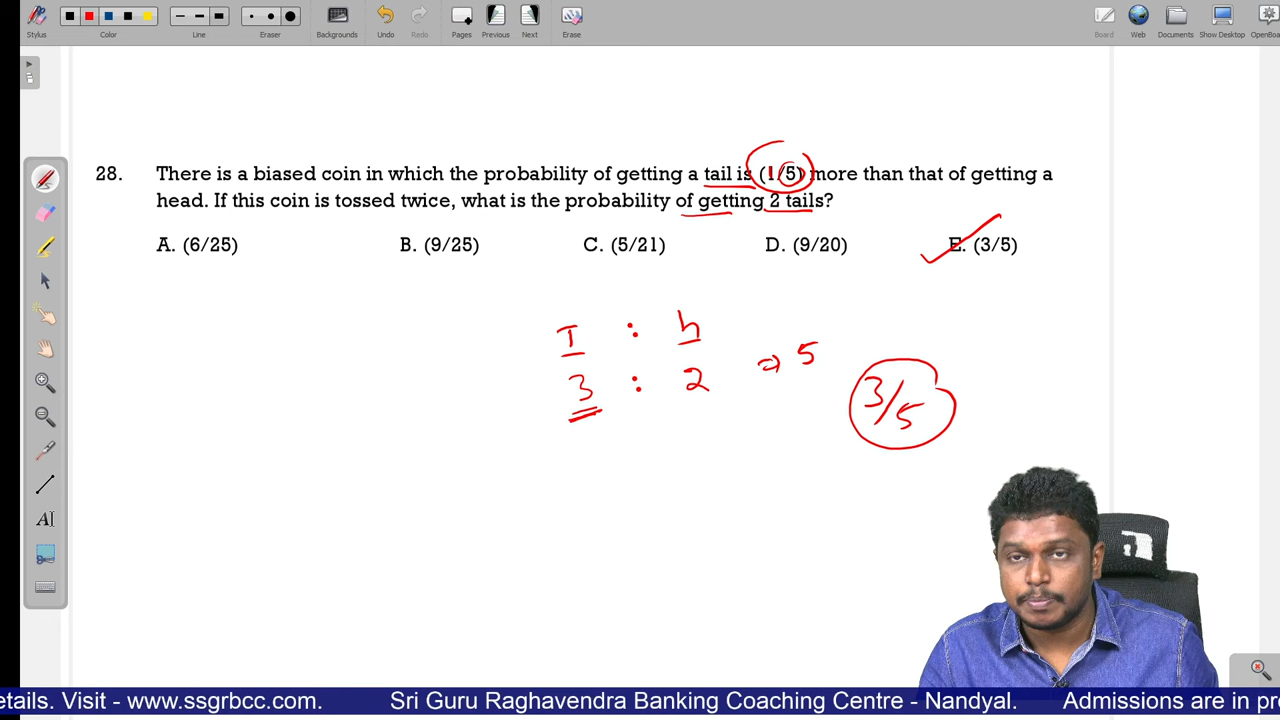 Stylus
Color
Line
Eraser
Backgrounds
Undo
Redo
Pages
Previous
Next
Erase
Board
Web
Documents
Show Desktop
OpenBoa
28. There is a biased coin in which the probability of getting a tail is (1/5) more than that of getting a
head. If this coin is tossed twice, what is the probability of getting 2 tails?
A. (6/25) B. (9/25) C. (5/21) D. (9/20) E. (3/5)
T : h
3 : 2 => 5
3/5
etails. Visit - www.ssgrbcc.com. Sri Guru Raghavendra Banking Coaching Centre - Nandyal. Admissions are in pr